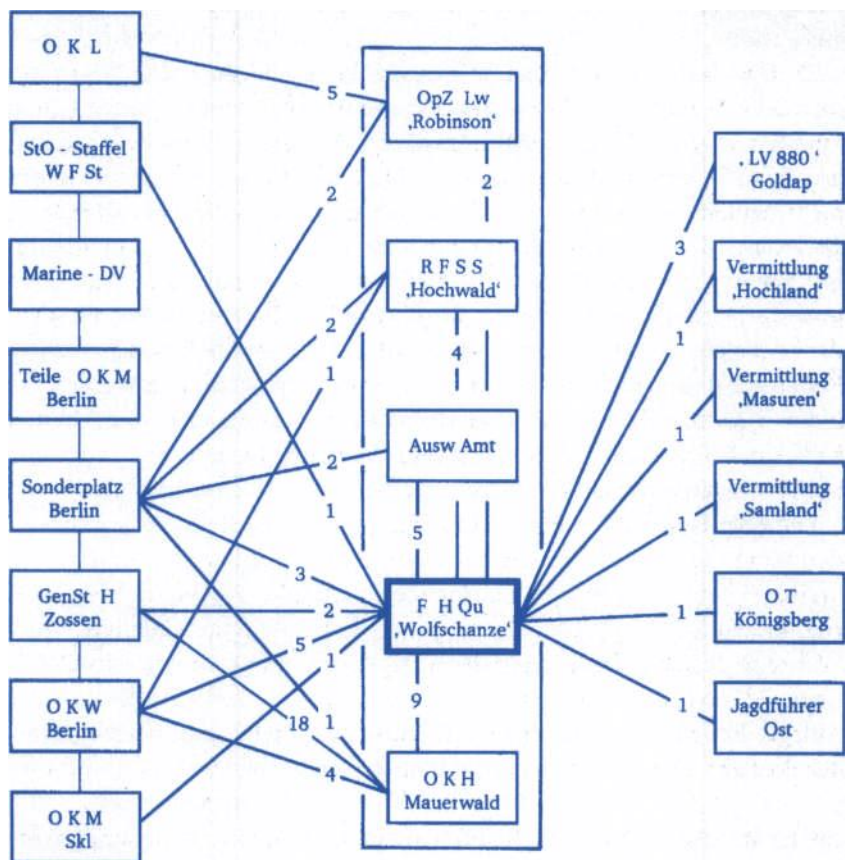 O K L
StO - Staffel
W F St
Marine - DV
Teile O K M
Berlin
Sonderplatz
Berlin
GenSt H
Zossen
O K W
Berlin
O K M
Skl
5
2
2
1
2
1
3
2
5
1
18
1
4
OpZ Lw
‚Robinson‘
2
R F S S
‚Hochwald‘
4
Ausw Amt
5
F H Qu
‚Wolfschanze‘
9
O K H
Mauerwald
3
1
1
1
1
1
‚LV 880‘
Goldap
Vermittlung
‚Hochland‘
Vermittlung
‚Masuren‘
Vermittlung
‚Samland‘
O T
Königsberg
Jagdführer
Ost